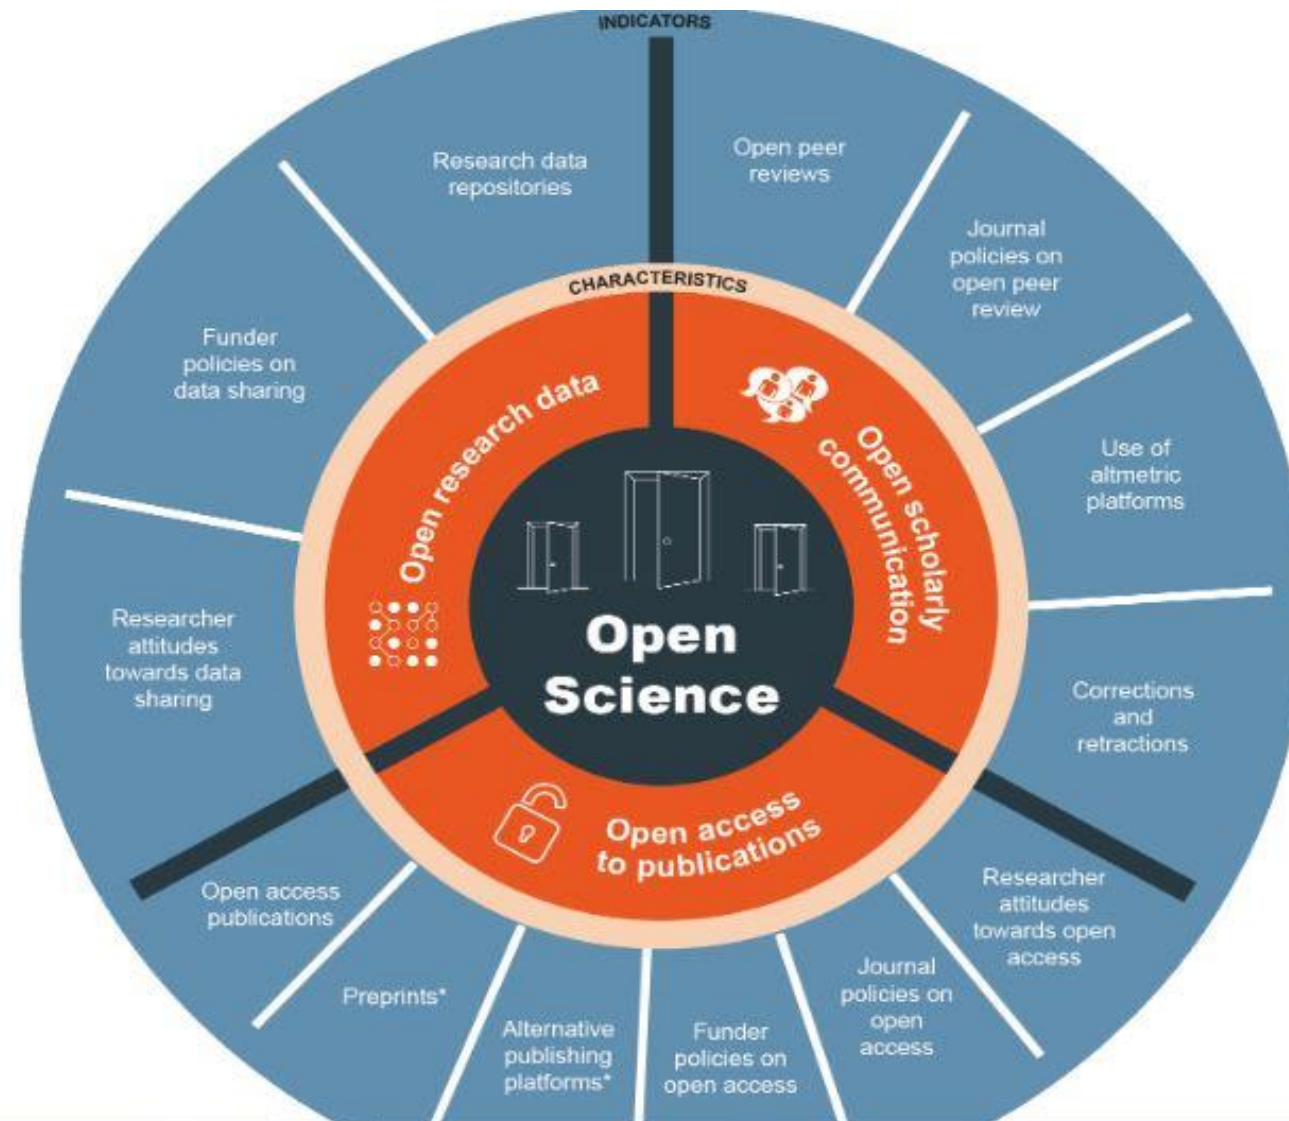 INDICATORS
Research data
repositories
Open peer
reviews
Journal
policies on
open peer
review
Use of
altmetric
platforms
Corrections
and
retractions
Researcher
attitudes
towards open
access
Journal
policies on
open
access
Funder
policies on
open access
Alternative
publishing
platforms*
Preprints*
Open access
publications
Researcher
attitudes
towards data
sharing
Funder
policies on
data sharing
CHARACTERISTICS
Open research data
Open scholarly
communication
Open access
to publications
Open
Science